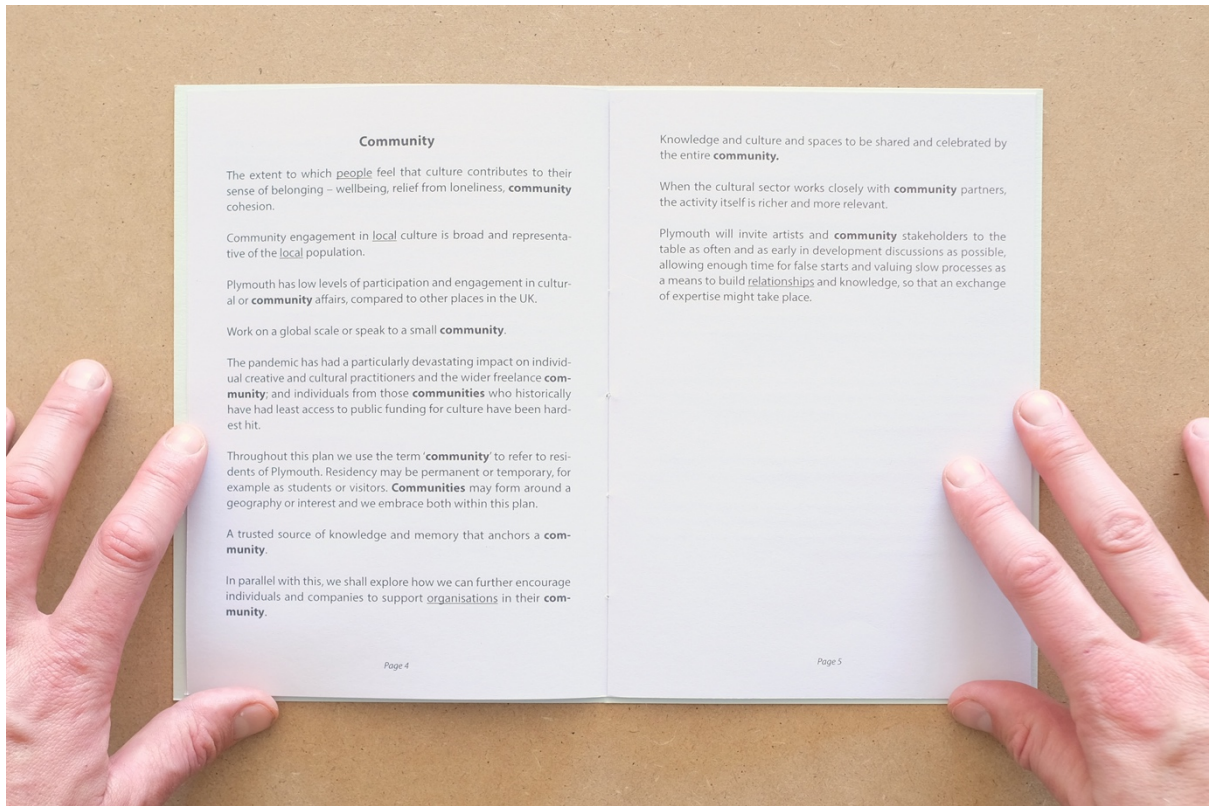 Community
The extent to which people feel that culture contributes to their
sense of belonging – wellbeing, relief from loneliness, community
cohesion.
Community engagement in local culture is broad and representa-
tive of the local population.
Plymouth has low levels of participation and engagement in cultur-
al or community affairs, compared to other places in the UK.
Work on a global scale or speak to a small community.
The pandemic has had a particularly devastating impact on individ-
ual creative and cultural practitioners and the wider freelance com-
munity; and individuals from those communities who historically
have had least access to public funding for culture have been hard-
est hit.
Throughout this plan we use the term ‘community’ to refer to resi-
dents of Plymouth. Residency may be permanent or temporary, for
example as students or visitors. Communities may form around a
geography or interest and we embrace both within this plan.
A trusted source of knowledge and memory that anchors a com-
munity.
In parallel with this, we shall explore how we can further encourage
individuals and companies to support organisations in their com-
munity.
Page 4
Knowledge and culture and spaces to be shared and celebrated by
the entire community.
When the cultural sector works closely with community partners,
the activity itself is richer and more relevant.
Plymouth will invite artists and community stakeholders to the
table as often and as early in development discussions as possible,
allowing enough time for false starts and valuing slow processes as
a means to build relationships and knowledge, so that an exchange
of expertise might take place.
Page 5